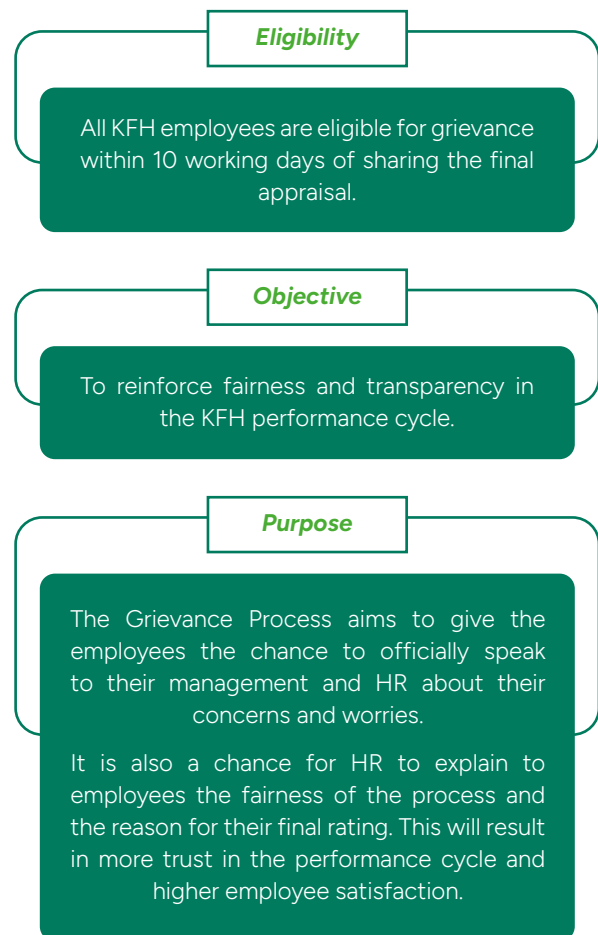 Eligibility
All KFH employees are eligible for grievance
within 10 working days of sharing the final
appraisal.
Objective
To reinforce fairness and transparency in
the KFH performance cycle.
Purpose
The Grievance Process aims to give the
employees the chance to officially speak
to their management and HR about their
concerns and worries.
It is also a chance for HR to explain to
employees the fairness of the process and
the reason for their final rating. This will result
in more trust in the performance cycle and
higher employee satisfaction.